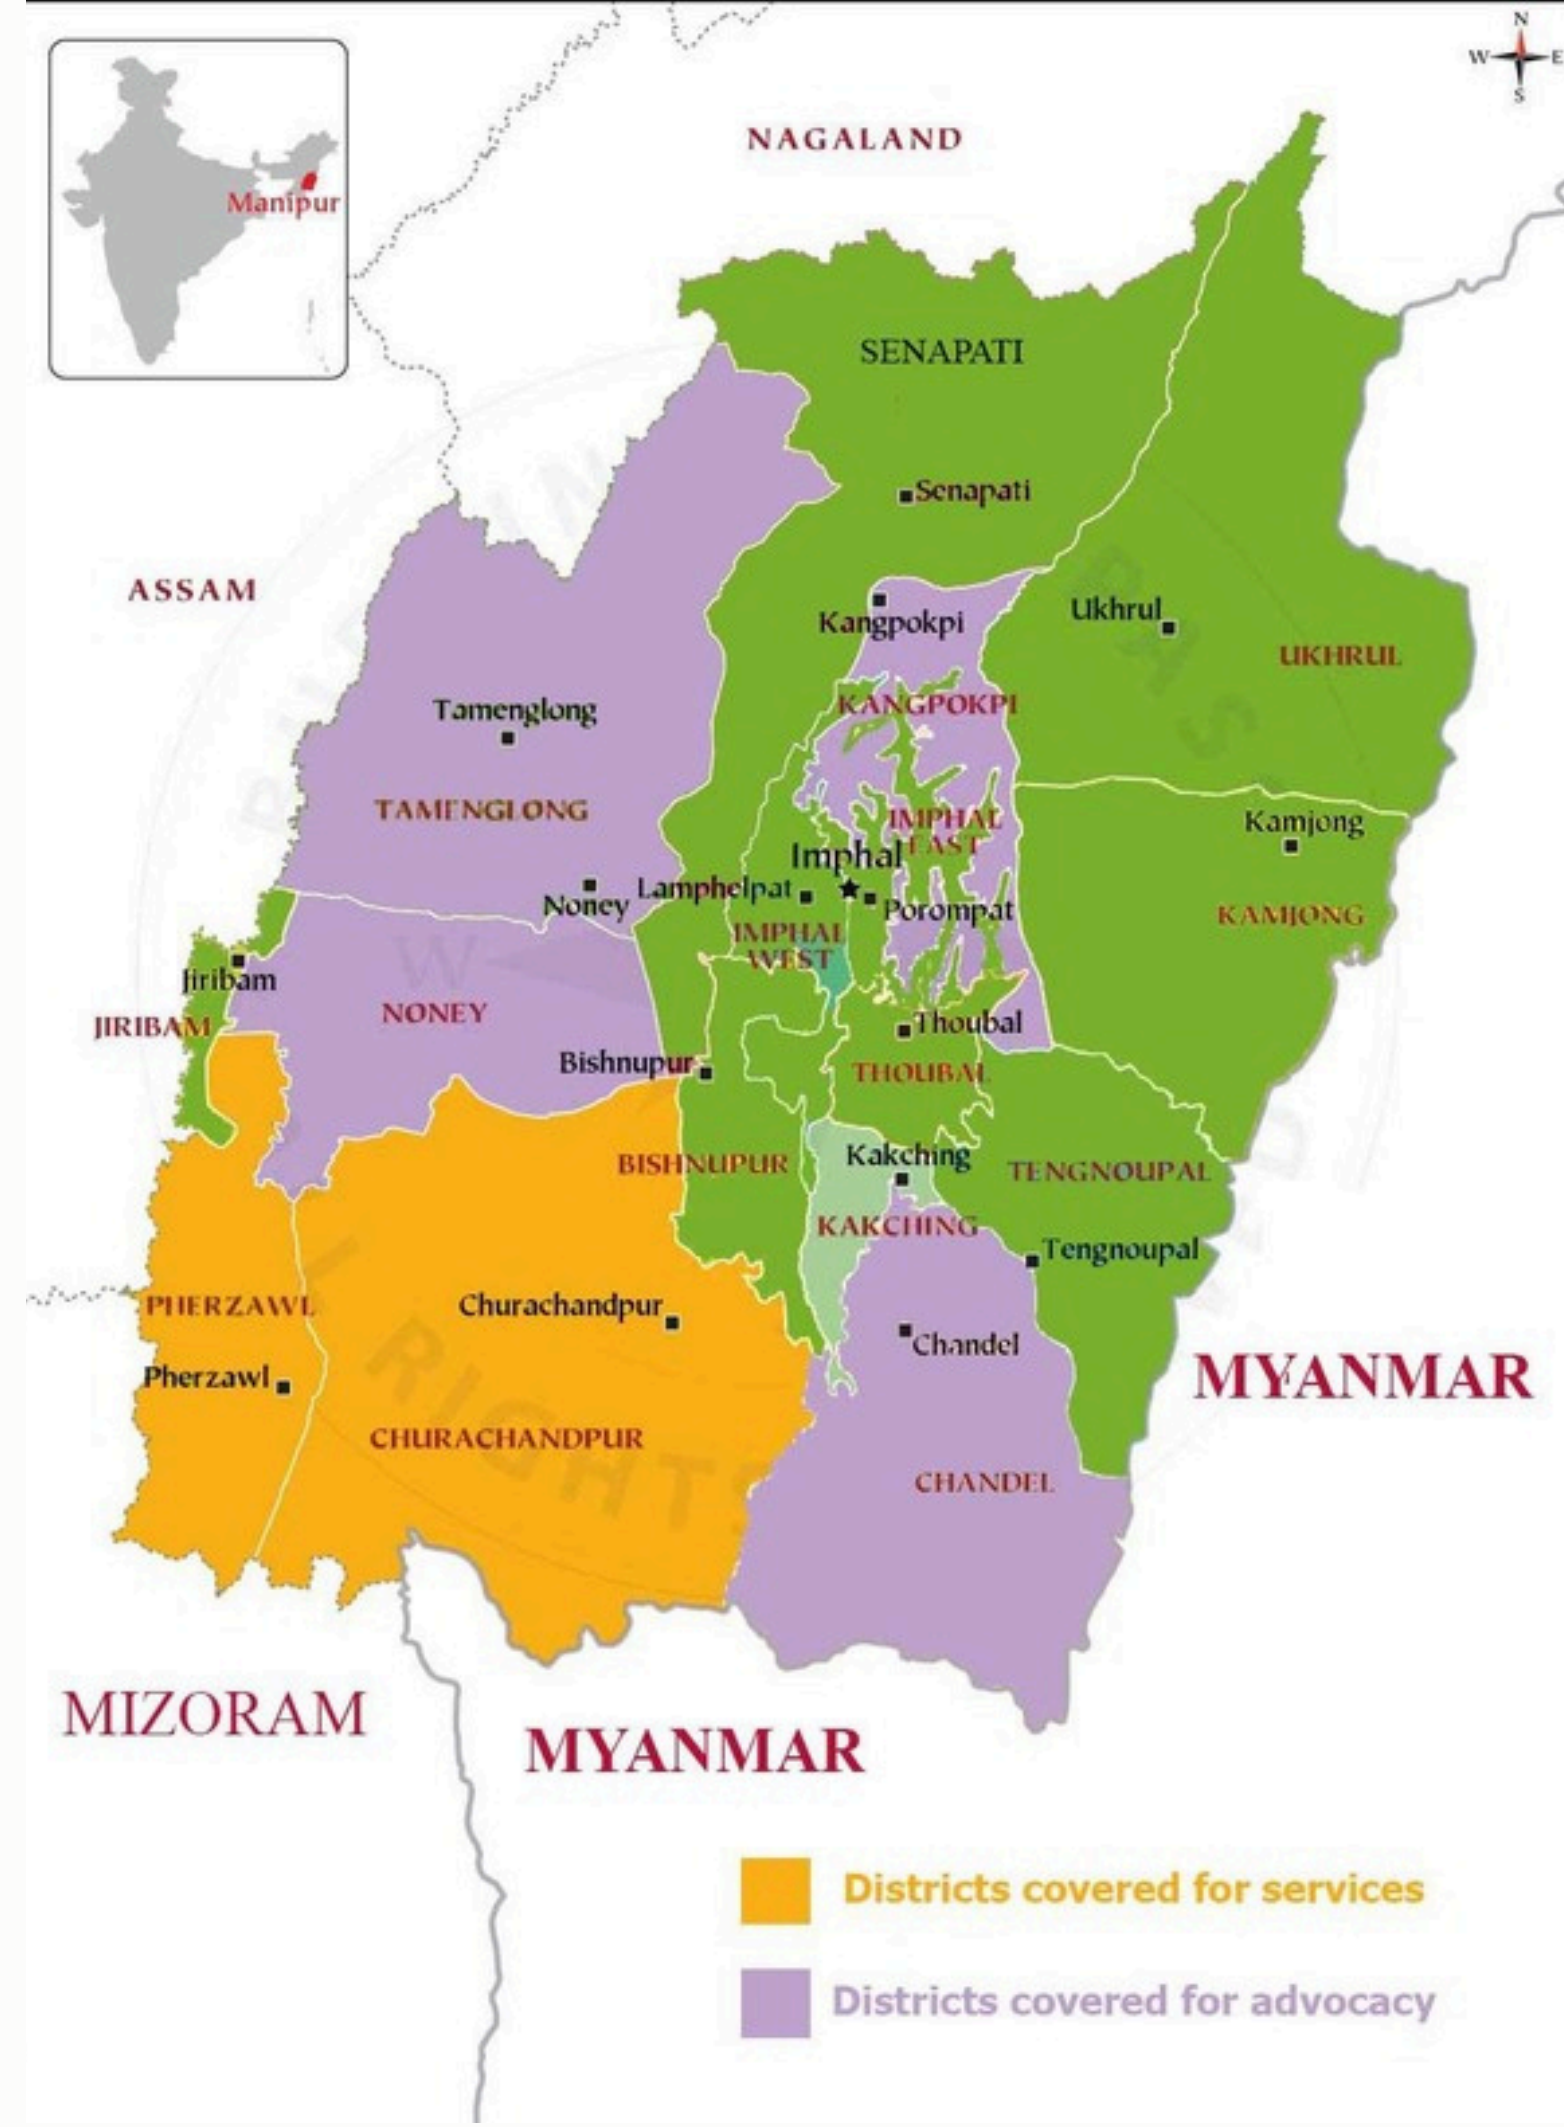 N
W
E
S
Manipur
NAGALAND
SENAPATI
Senapati
ASSAM
Kangpokpi
Ukhrul
UKHRUL
KANGPOKPI
Tamenglong
TAMENGLONG
IMPHAL
EAST
Kamjong
Imphal
Noney
Lamphelpat
Porompat
KAMJONG
IMPHAL
WEST
Jiribam
JIRIBAM
NONEY
Thoubal
Bishnupur
THOUBAL
BISHNUPUR
Kakching
TENGNOUPAL
KAKCHING
Tengnoupal
PHERZAWL
Churachandpur
Chandel
Pherzawl
MYANMAR
CHURACHANDPUR
CHANDEL
MIZORAM
MYANMAR
Districts covered for services
Districts covered for advocacy